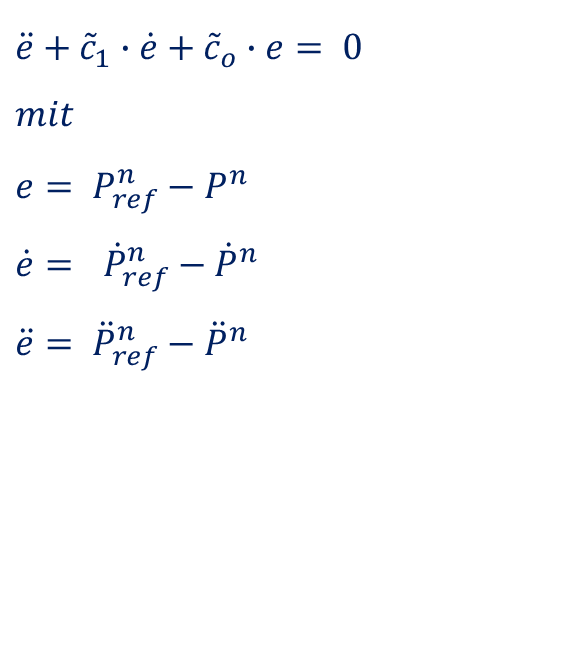 ë + c̃₁ · ė + c̃ₒ · e = 0
mit
e = Pⁿ_ref − Pⁿ
ė = Ṗⁿ_ref − Ṗⁿ
ë = P̈ⁿ_ref − P̈ⁿ